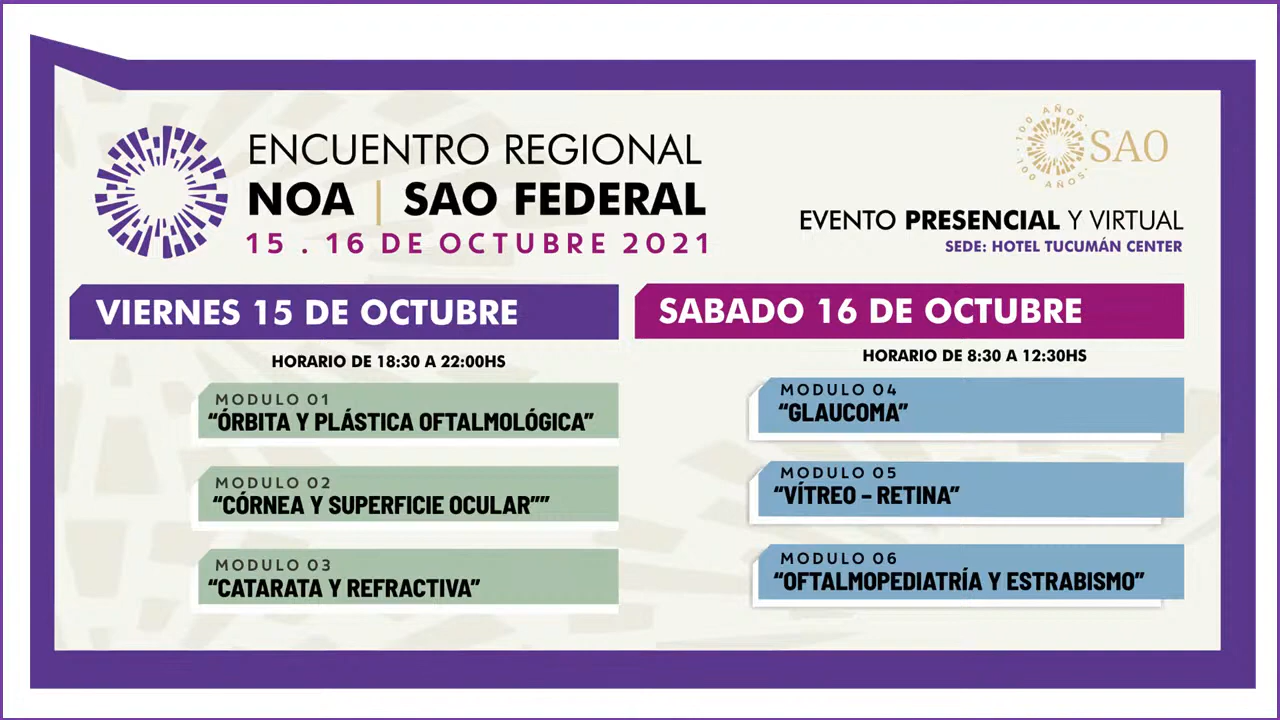 ENCUENTRO REGIONAL
NOA | SAO FEDERAL
15 . 16 DE OCTUBRE 2021
100 AÑOS · 100 AÑOS ·
SAO
EVENTO PRESENCIAL Y VIRTUAL
SEDE: HOTEL TUCUMÁN CENTER
VIERNES 15 DE OCTUBRE
HORARIO DE 18:30 A 22:00HS
MODULO 01
“ÓRBITA Y PLÁSTICA OFTALMOLÓGICA”
MODULO 02
“CÓRNEA Y SUPERFICIE OCULAR””
MODULO 03
“CATARATA Y REFRACTIVA”
SABADO 16 DE OCTUBRE
HORARIO DE 8:30 A 12:30HS
MODULO 04
“GLAUCOMA”
MODULO 05
“VÍTREO – RETINA”
MODULO 06
“OFTALMOPEDIATRÍA Y ESTRABISMO”